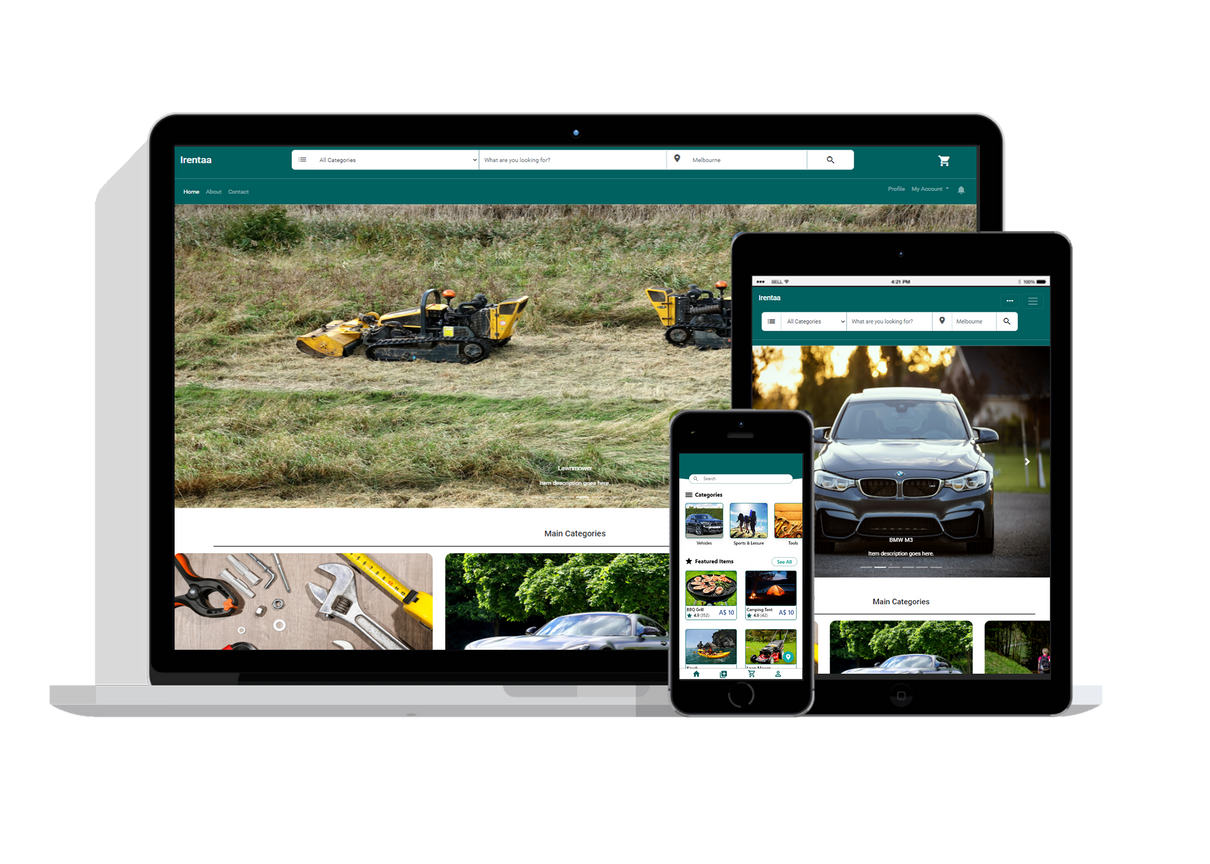 Irentaa
All Categories
What are you looking for?
Melbourne
Home About Contact
Profile My Account
Lawnmower
Item description goes here.
Main Categories
SELL
4:21 PM
100%
Irentaa
All Categories
What are you looking for?
Melbourne
BMW M3
Item description goes here.
Main Categories
Search
Categories
Vehicles
Sports & Leisure
Tools
Featured Items
See All
BBQ Grill
4.8 (352)
A$ 10
Camping Tent
4.8 (42)
A$ 10